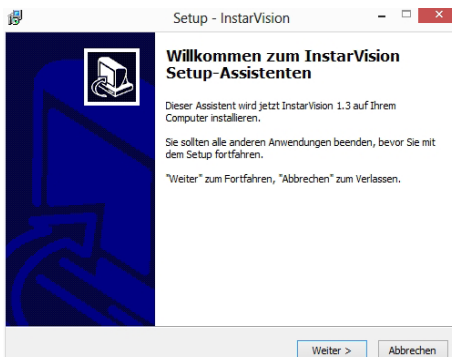 Setup - InstarVision
Willkommen zum InstarVision
Setup-Assistenten
Dieser Assistent wird jetzt InstarVision 1.3 auf Ihrem
Computer installieren.
Sie sollten alle anderen Anwendungen beenden, bevor Sie mit
dem Setup fortfahren.
"Weiter" zum Fortfahren, "Abbrechen" zum Verlassen.
Weiter > Abbrechen